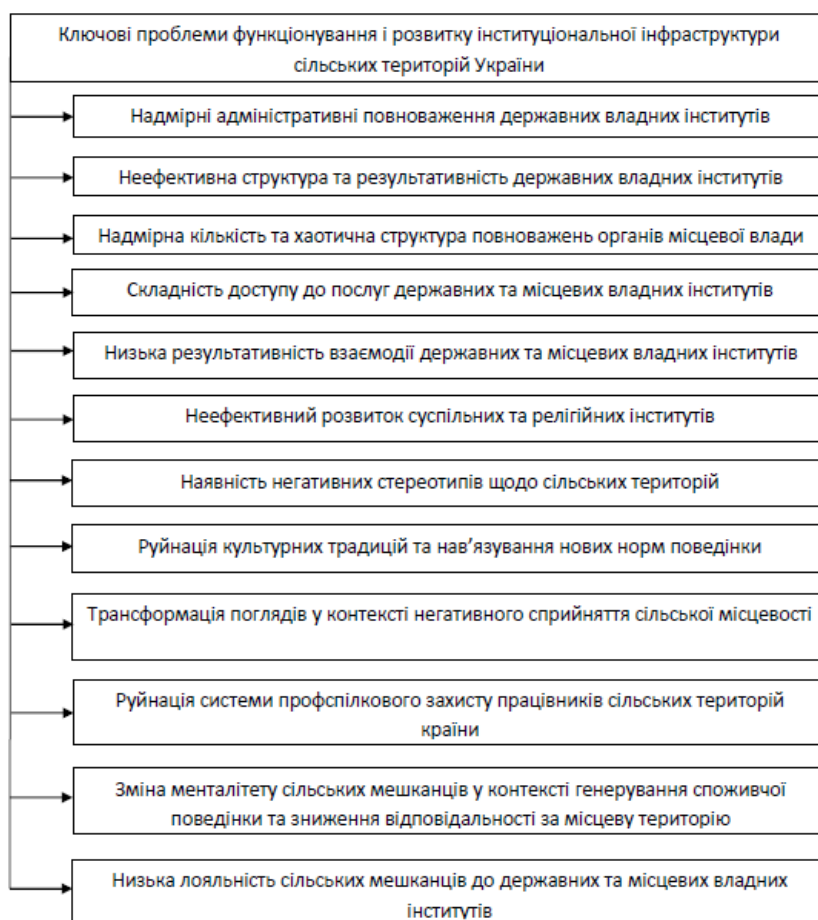 Ключові проблеми функціонування і розвитку інституціональної інфраструктури
сільських територій України
Надмірні адміністративні повноваження державних владних інститутів
Неефективна структура та результативність державних владних інститутів
Надмірна кількість та хаотична структура повноважень органів місцевої влади
Складність доступу до послуг державних та місцевих владних інститутів
Низька результативність взаємодії державних та місцевих владних інститутів
Неефективний розвиток суспільних та релігійних інститутів
Наявність негативних стереотипів щодо сільських територій
Руйнація культурних традицій та нав’язування нових норм поведінки
Трансформація поглядів у контексті негативного сприйняття сільської місцевості
Руйнація системи профспілкового захисту працівників сільських територій
країни
Зміна менталітету сільських мешканців у контексті генерування споживчої
поведінки та зниження відповідальності за місцеву територію
Низька лояльність сільських мешканців до державних та місцевих владних
інститутів